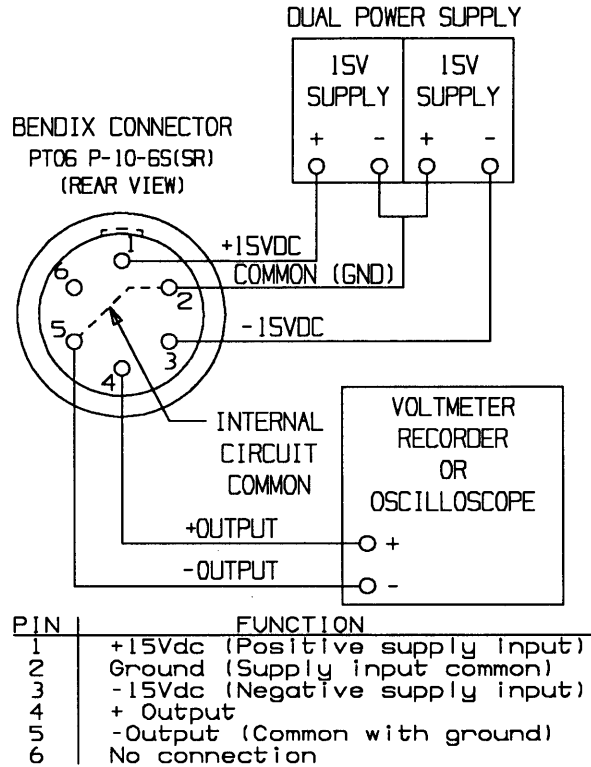 DUAL POWER SUPPLY
15V SUPPLY
15V SUPPLY
+ - + -
BENDIX CONNECTOR
PT06 P-10-6S(SR)
(REAR VIEW)
1
2
3
4
5
6
+15VDC
COMMON (GND)
-15VDC
INTERNAL
CIRCUIT
COMMON
VOLTMETER
RECORDER
OR
OSCILLOSCOPE
+OUTPUT
+
-OUTPUT
-
PIN FUNCTION
1 +15Vdc (Positive supply input)
2 Ground (Supply input common)
3 -15Vdc (Negative supply input)
4 + Output
5 -Output (Common with ground)
6 No connection